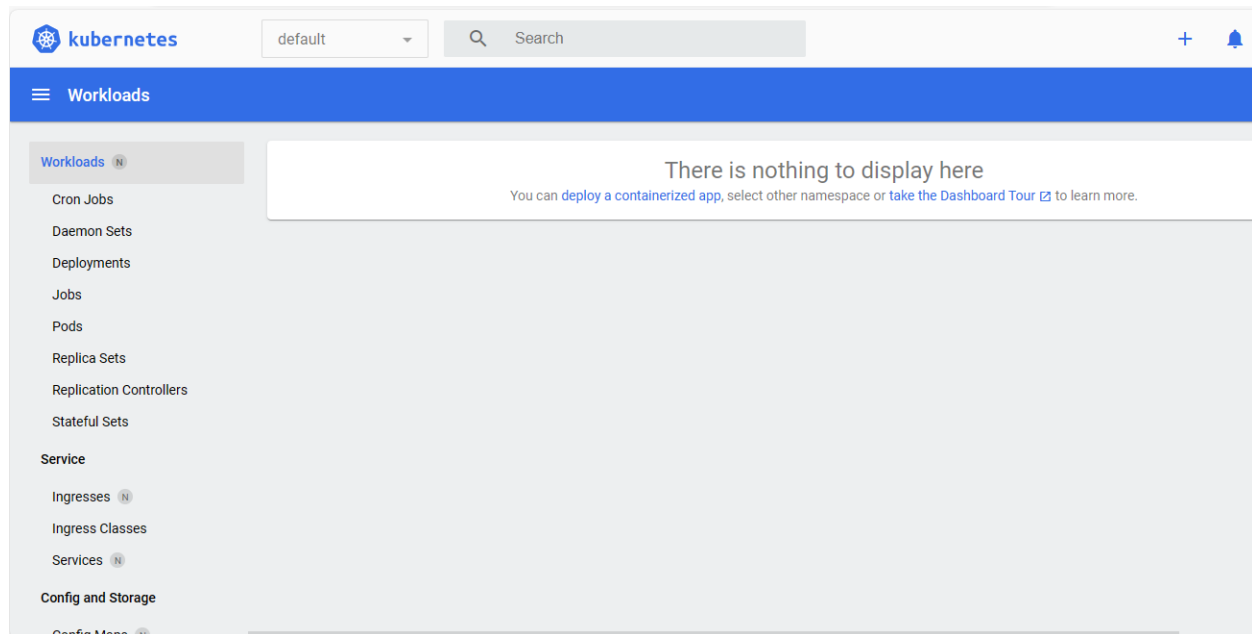 kubernetes
default
Search
Workloads
Workloads N
Cron Jobs
Daemon Sets
Deployments
Jobs
Pods
Replica Sets
Replication Controllers
Stateful Sets
Service
Ingresses N
Ingress Classes
Services N
Config and Storage
Config Maps N
There is nothing to display here
You can deploy a containerized app, select other namespace or take the Dashboard Tour to learn more.